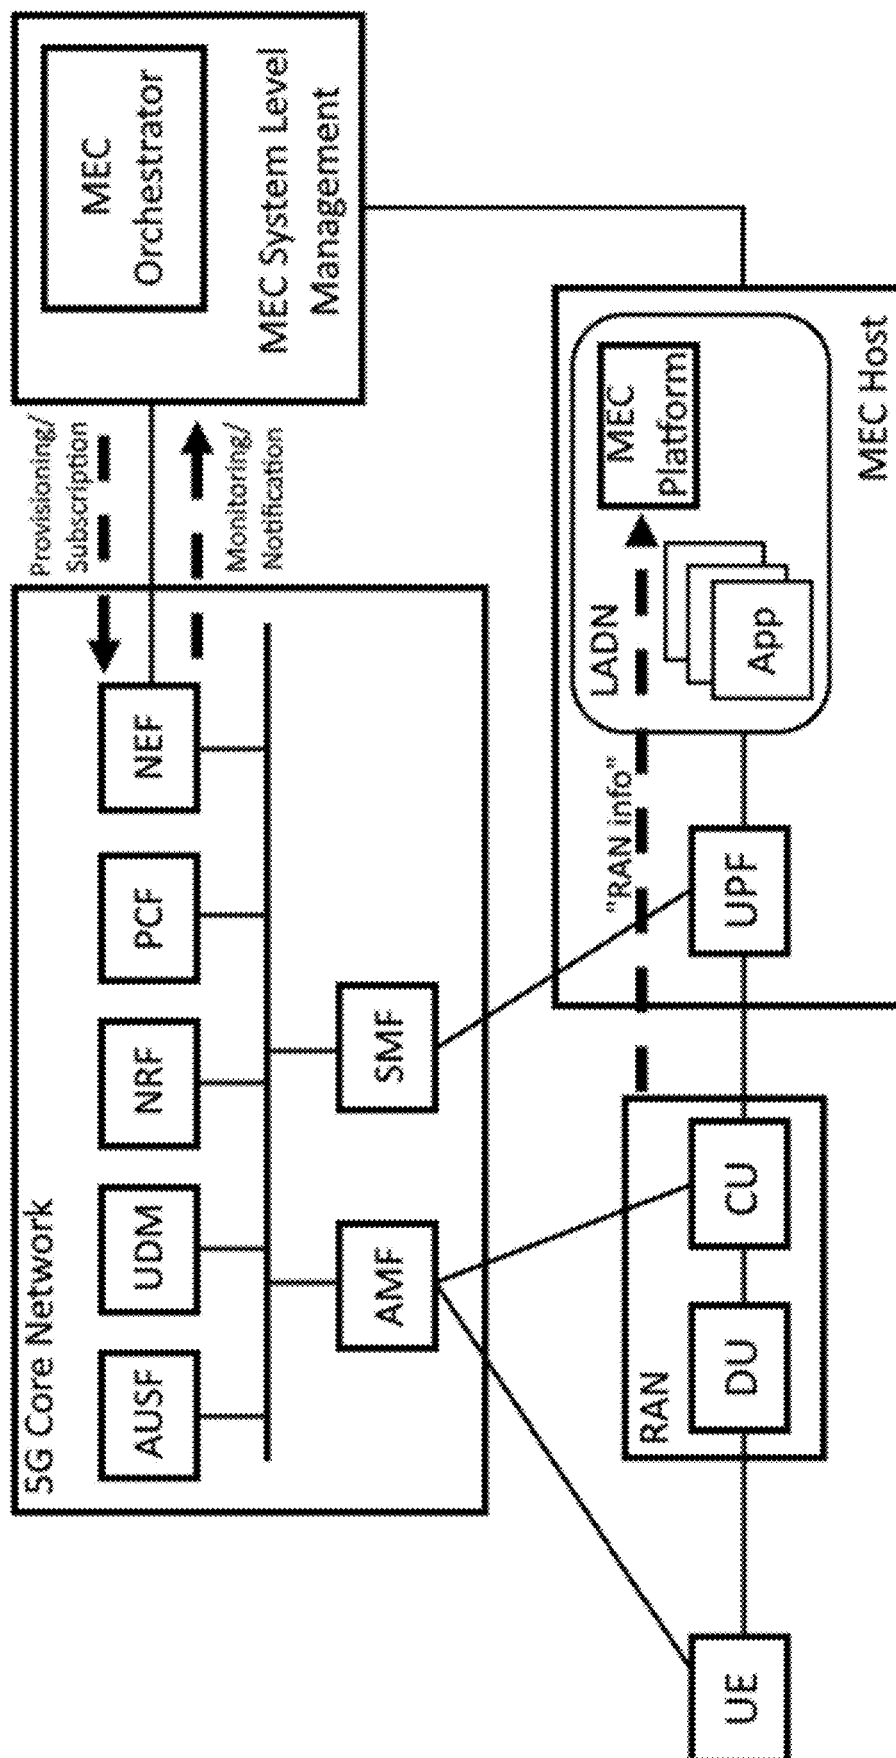 5G Core Network
AUSF
UDM
NRF
PCF
NEF
AMF
SMF
Provisioning/
Subscription
Monitoring/
Notification
MEC
Orchestrator
MEC System Level
Management
UE
RAN
DU
CU
"RAN info"
UPF
LADN
App
MEC
Platform
MEC Host